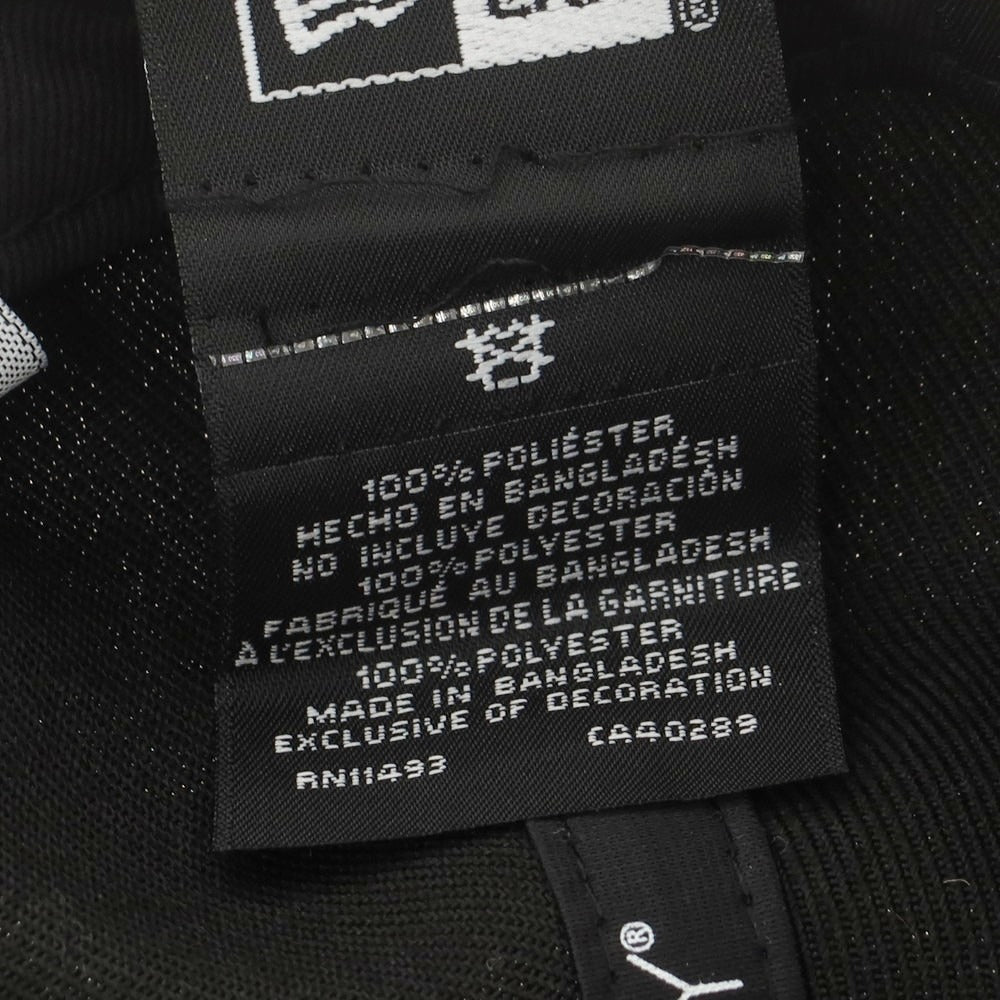 ®
100% POLIÉSTER
HECHO EN BANGLADÉSH
NO INCLUYE DECORACIÓN
100% POLYESTER
FABRIQUÉ AU BANGLADESH
À L'EXCLUSION DE LA GARNITURE
100% POLYESTER
MADE IN BANGLADESH
EXCLUSIVE OF DECORATION
RN11493 CA40289
Y®